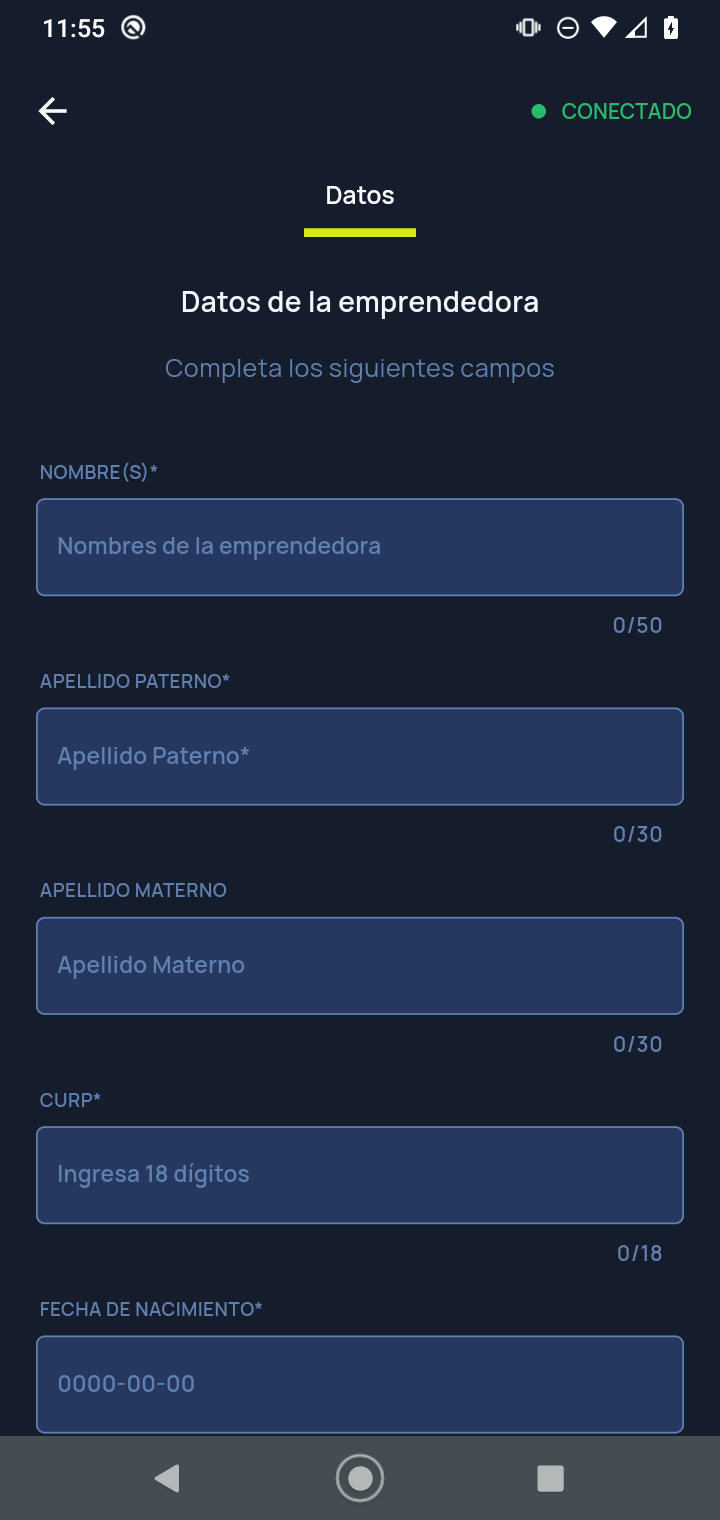 11:55
CONECTADO
Datos
Datos de la emprendedora
Completa los siguientes campos
NOMBRE(S)*
Nombres de la emprendedora
0/50
APELLIDO PATERNO*
Apellido Paterno*
0/30
APELLIDO MATERNO
Apellido Materno
0/30
CURP*
Ingresa 18 dígitos
0/18
FECHA DE NACIMIENTO*
0000-00-00